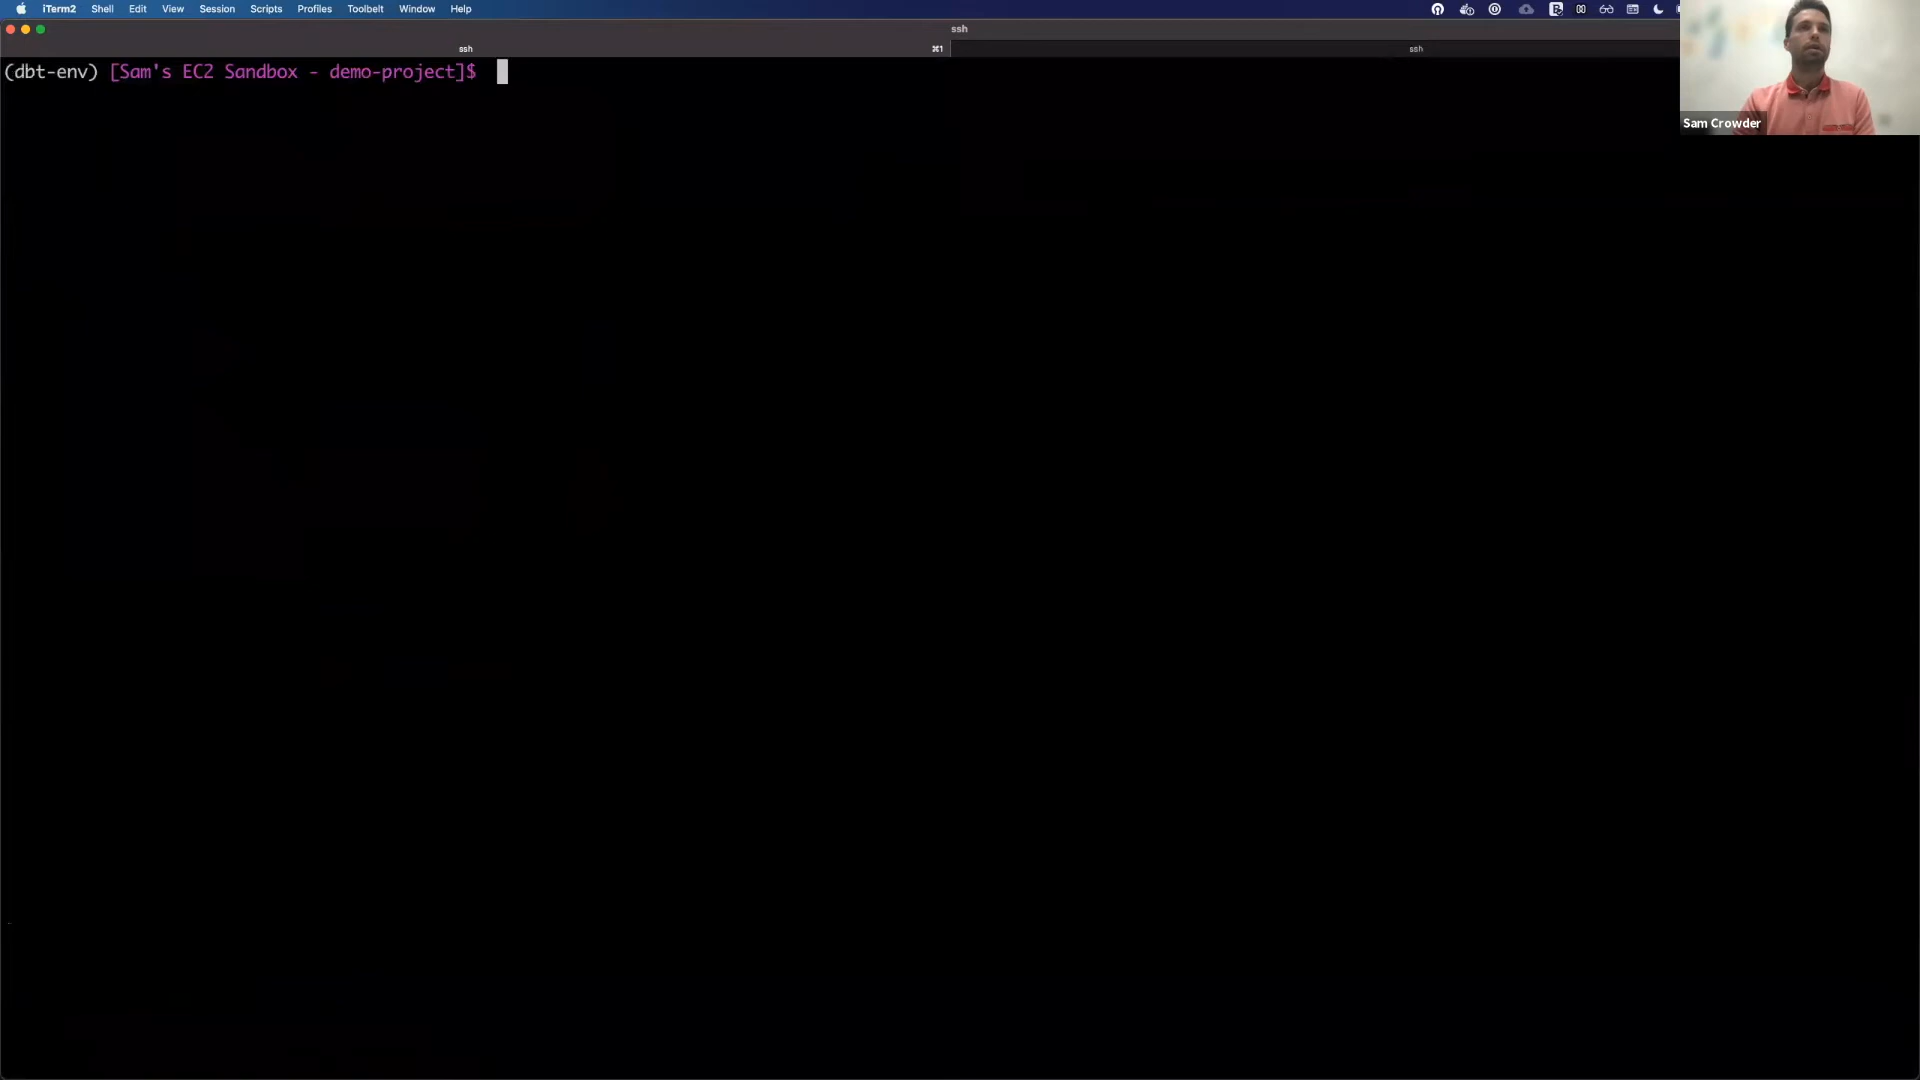 iTerm2 Shell Edit View Session Scripts Profiles Toolbelt Window Help
ssh
ssh ⌘1 ssh
(dbt-env) [Sam's EC2 Sandbox - demo-project]$
Sam Crowder